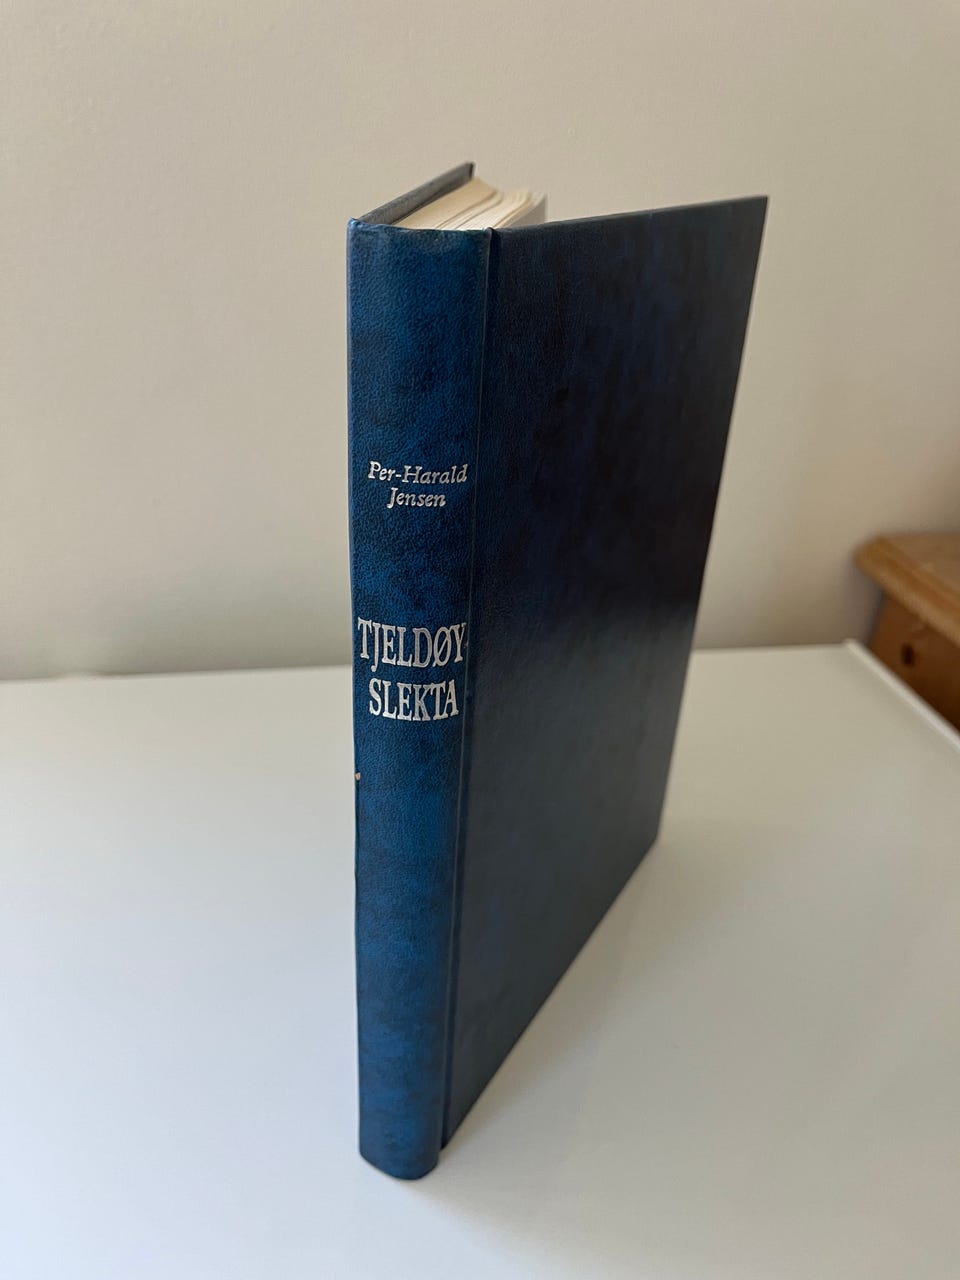 Per-Harald
Jensen
TJELDØY-
SLEKTA